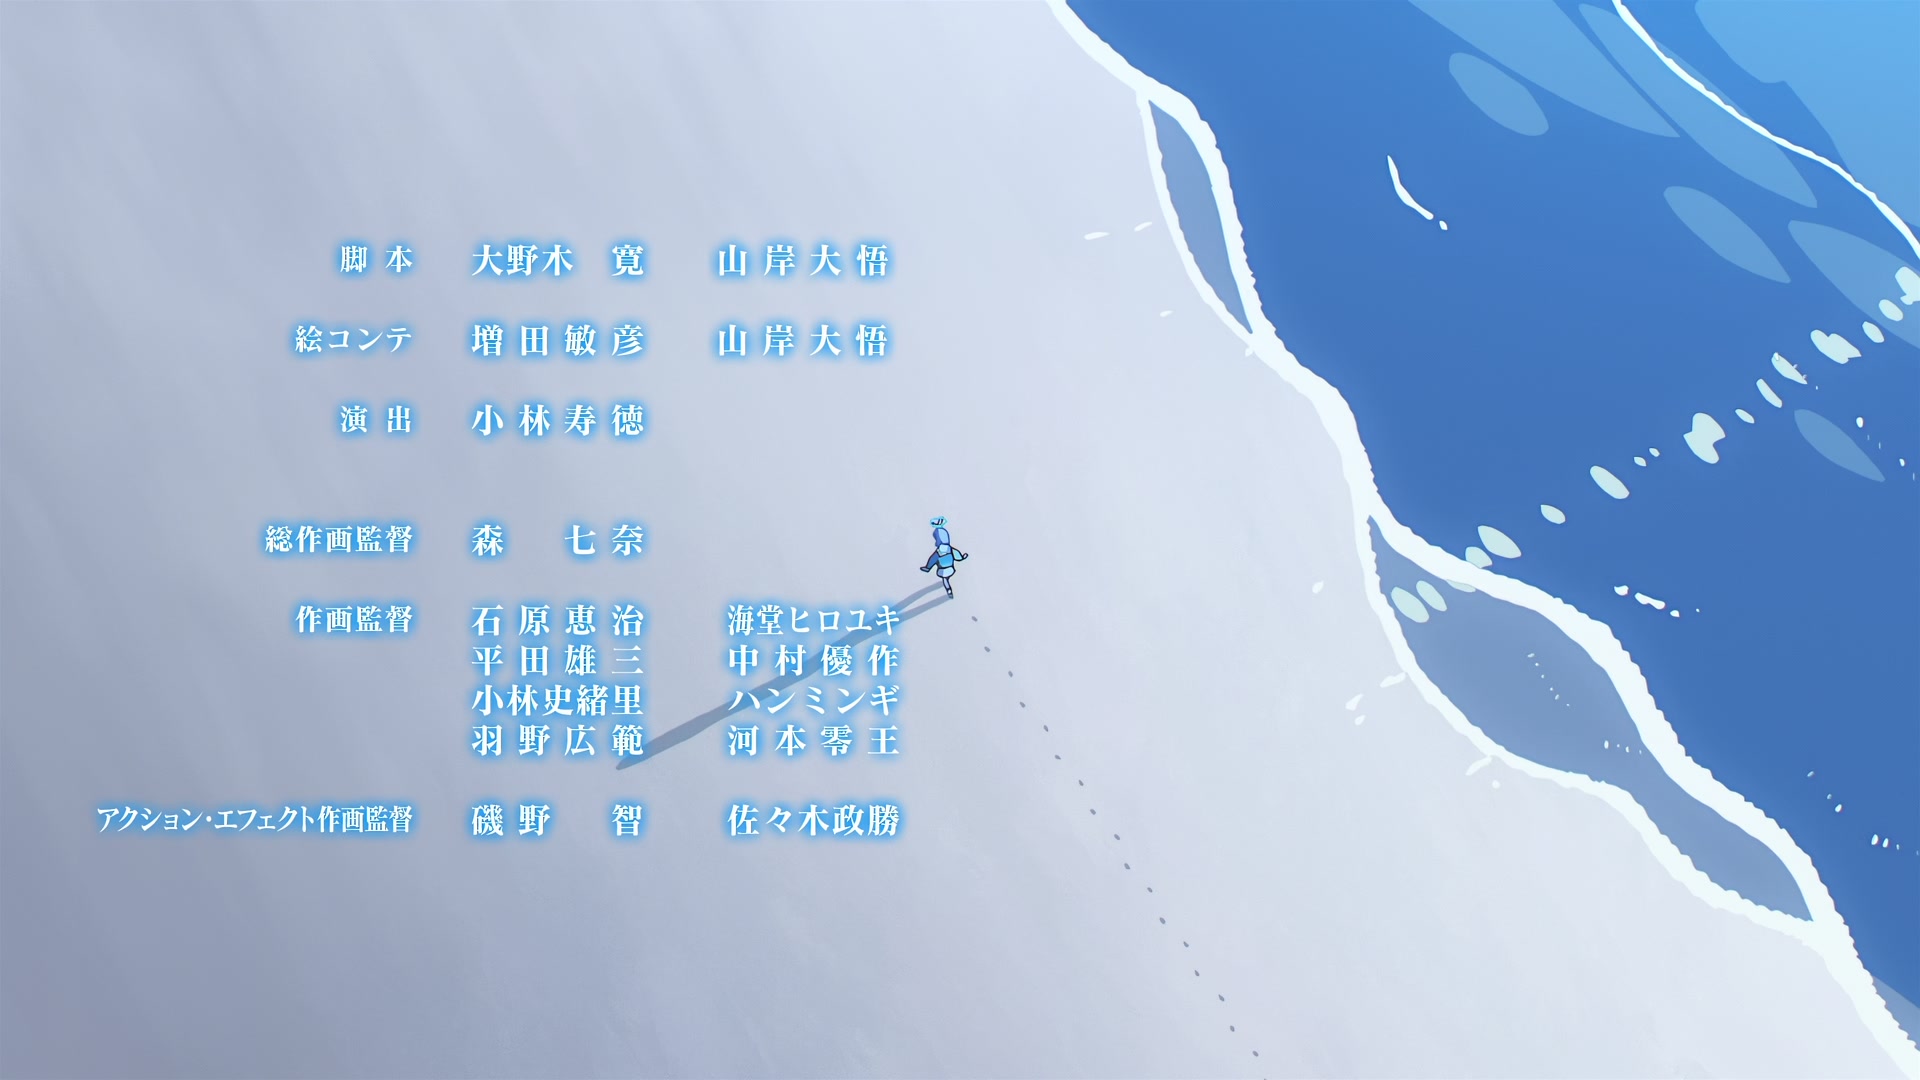 脚本 大野木 寛 山岸大悟
絵コンテ 増田敏彦 山岸大悟
演出 小林寿徳
総作画監督 森 七奈
作画監督 石原恵治 海堂ヒロユキ
平田雄三 中村優作
小林史緒里 ハンミンギ
羽野広範 河本零王
アクション・エフェクト作画監督 磯野 智 佐々木政勝